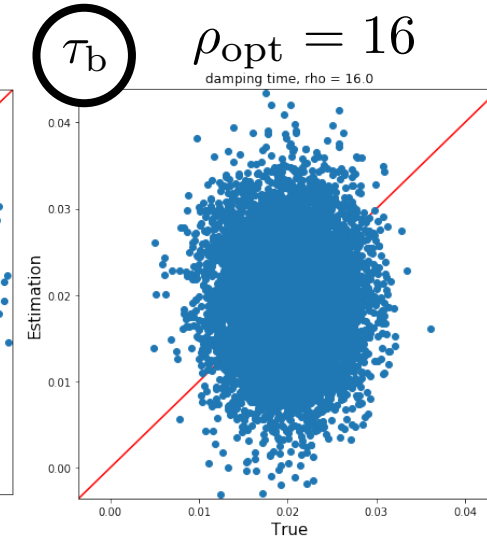 τb ρopt = 16
damping time, rho = 16.0
0.04
0.03
0.02
0.01
0.00
Estimation
0.00 0.01 0.02 0.03 0.04
True